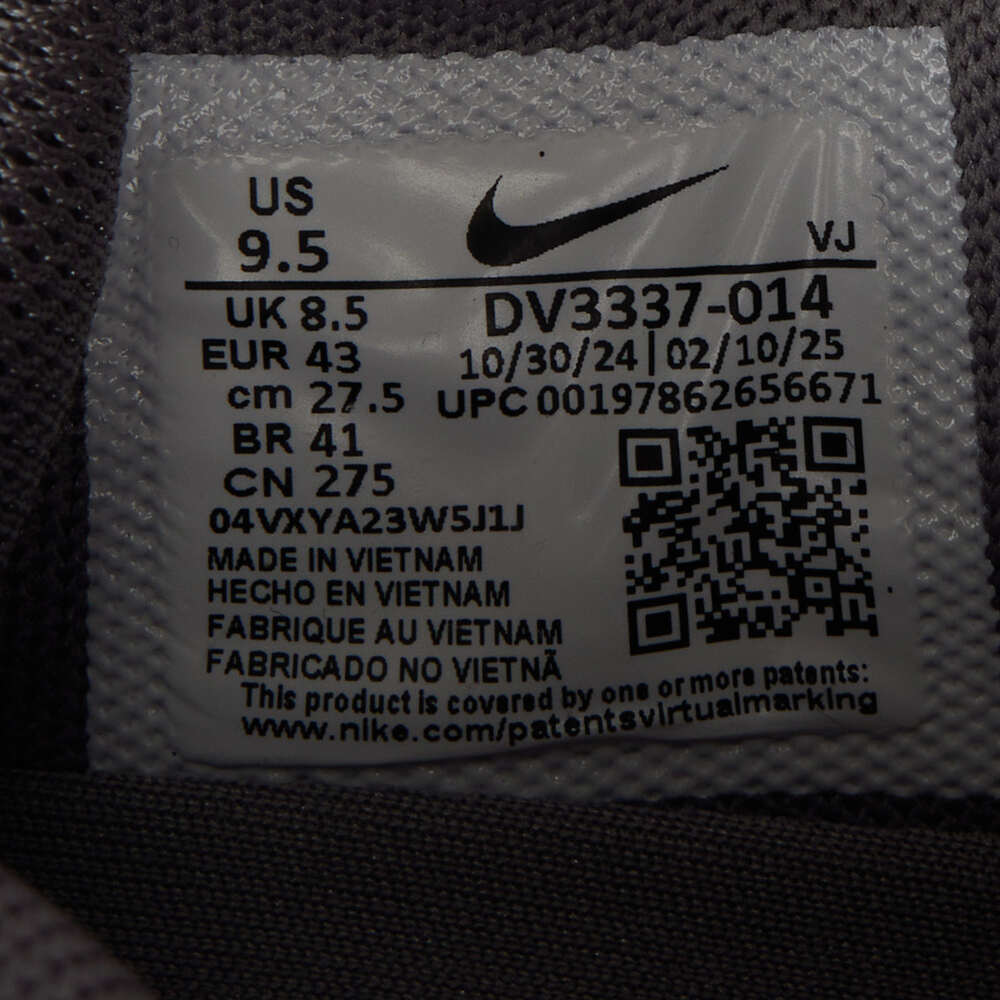 US
9.5
VJ
UK 8.5
DV3337-014
EUR 43
10/30/24|02/10/25
cm 27.5
UPC 00197862656671
BR 41
CN 275
04VXYA23W5J1J
MADE IN VIETNAM
HECHO EN VIETNAM
FABRIQUE AU VIETNAM
FABRICADO NO VIETNÃ
This product is covered by one or more patents:
www.nike.com/patentsvirtualmarking